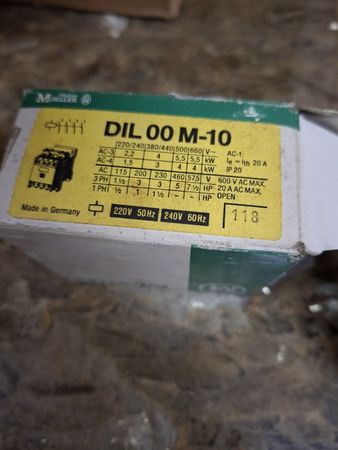 Klöckner
MOELLER
DIL 00 M-10
220/240 380/440 500 660 V~
AC-3 2,2 4 5,5 5,5 kW
AC-4 1,5 3 4 4 kW
AC 115 200 230 460 575 V
3 PH 1½ 3 3 5 7½ HP
1 PH ½ 1 1½ – – HP
AC-1:
Ie = Ith 20 A
IP 20
600 V AC MAX.
20 A AC MAX.
OPEN
Made in Germany
220V 50Hz 240V 60Hz
118